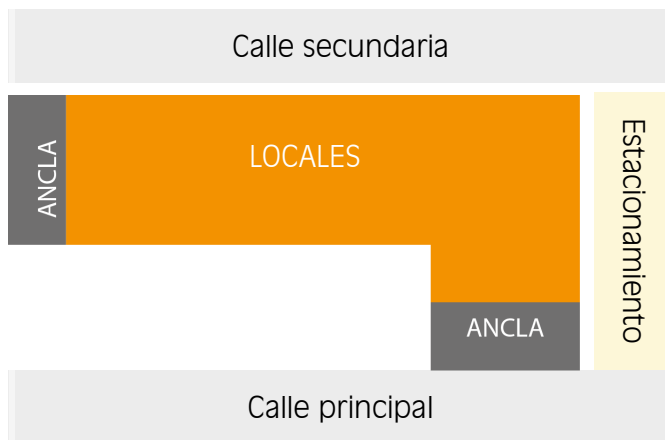 Calle secundaria
ANCLA
LOCALES
Estacionamiento
ANCLA
Calle principal